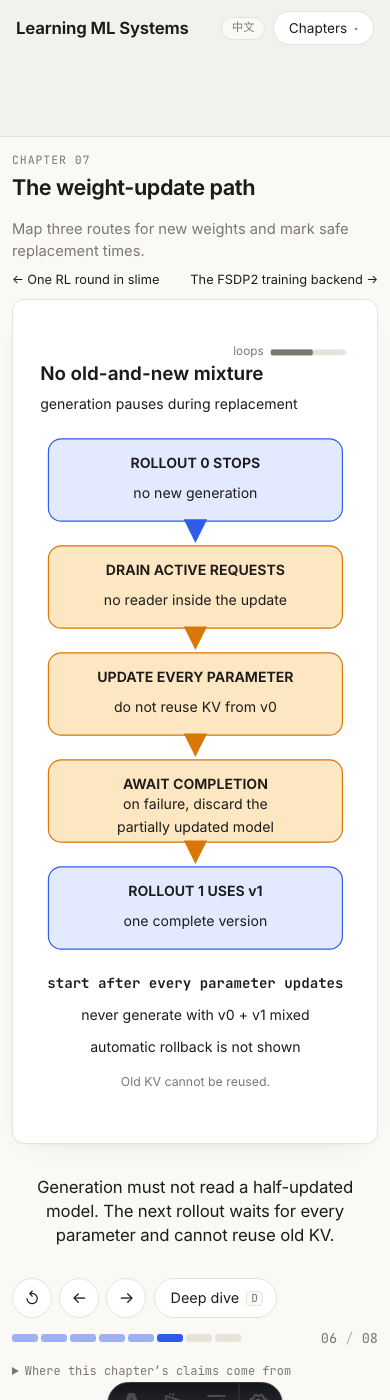 Learning ML Systems
中文
Chapters
CHAPTER 07
The weight-update path
Map three routes for new weights and mark safe
replacement times.
← One RL round in slime
The FSDP2 training backend →
loops
No old-and-new mixture
generation pauses during replacement
ROLLOUT 0 STOPS
no new generation
DRAIN ACTIVE REQUESTS
no reader inside the update
UPDATE EVERY PARAMETER
do not reuse KV from v0
AWAIT COMPLETION
on failure, discard the
partially updated model
ROLLOUT 1 USES v1
one complete version
start after every parameter updates
never generate with v0 + v1 mixed
automatic rollback is not shown
Old KV cannot be reused.
Generation must not read a half-updated
model. The next rollout waits for every
parameter and cannot reuse old KV.
Deep dive D
06 / 08
Where this chapter’s claims come from